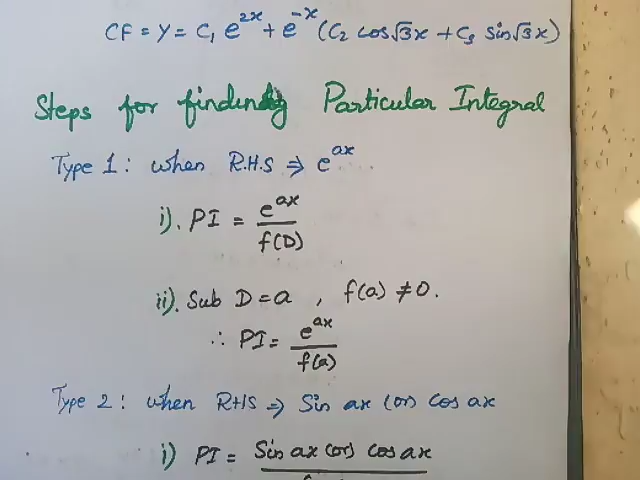 CF = Y = C₁ e^{2x} + e^{-x} (C₂ cos√3x + C₃ sin√3x)
Steps for finding Particular Integral
Type 1 : when R.H.S ⇒ e^{ax}
i). PI = e^{ax} / f(D)
ii). Sub D = a , f(a) ≠ 0.
∴ PI = e^{ax} / f(a)
Type 2 : when RHS ⇒ Sin ax (or) Cos ax
i) PI = Sin ax (or) Cos ax